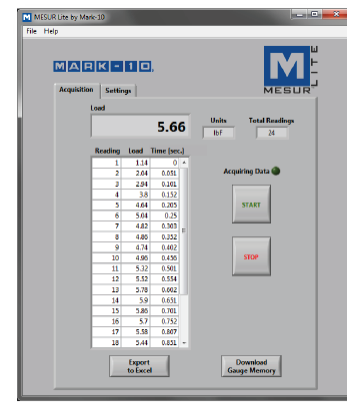 MESUR Lite by Mark-10
File Help
MARK-10
M
MESUR
LITE
Acquisition Settings
Load
5.66
Units
lbf
Total Readings
24
Reading Load Time [sec.]
1 1.14 0
2 2.04 0.051
3 2.94 0.101
4 3.8 0.152
5 4.64 0.205
6 5.04 0.25
7 4.82 0.303
8 4.86 0.352
9 4.74 0.402
10 4.96 0.456
11 5.32 0.501
12 5.52 0.554
13 5.78 0.602
14 5.9 0.651
15 5.86 0.701
16 5.7 0.752
17 5.58 0.807
18 5.44 0.851
Acquiring Data
START
STOP
Export
to Excel
Download
Gauge Memory